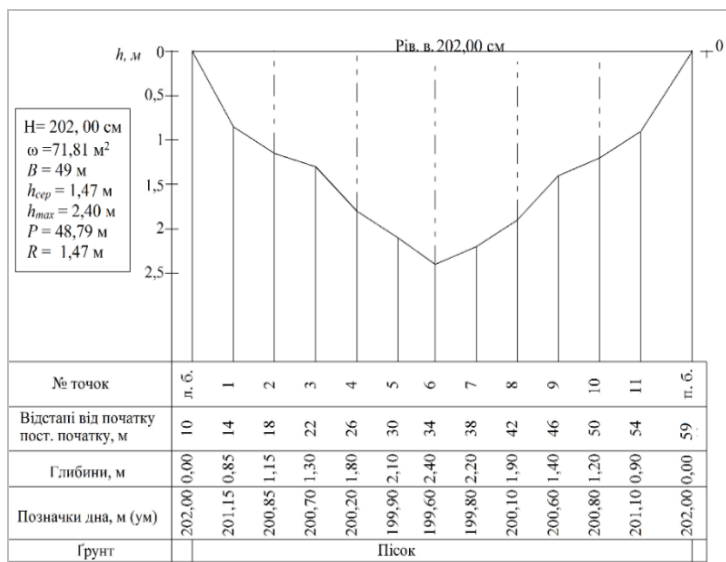 Рів. в. 202,00 см
h, м
0
0
0,5
1
1,5
2
2,5
Н= 202, 00 см
ω =71,81 м²
B = 49 м
hсер = 1,47 м
hmax = 2,40 м
P = 48,79 м
R = 1,47 м
№ точок л. б. 1 2 3 4 5 6 7 8 9 10 11 п. б.
Відстані від початку
пост. початку, м 10 14 18 22 26 30 34 38 42 46 50 54 59
Глибини, м 0,00 0,85 1,15 1,30 1,80 2,10 2,40 2,20 1,90 1,40 1,20 0,90 0,00
Позначки дна, м (ум) 202,00 201,15 200,85 200,70 200,20 199,90 199,60 199,80 200,10 200,60 200,80 201,10 202,00
Ґрунт Пісок